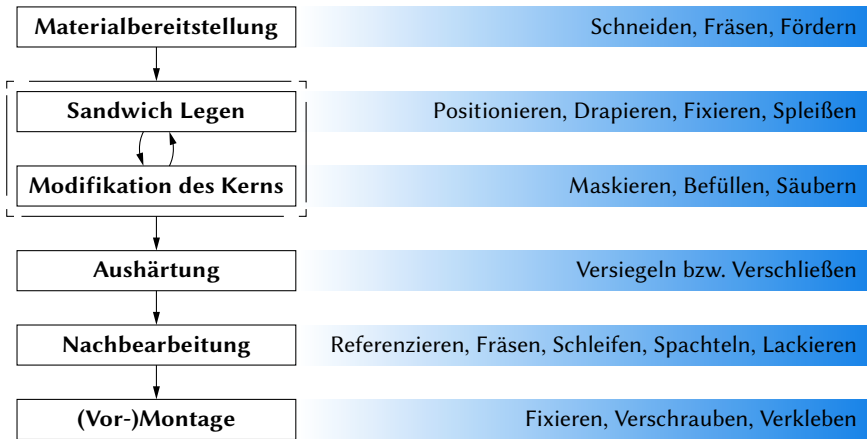 Materialbereitstellung
Schneiden, Fräsen, Fördern
Sandwich Legen
Positionieren, Drapieren, Fixieren, Spleißen
Modifikation des Kerns
Maskieren, Befüllen, Säubern
Aushärtung
Versiegeln bzw. Verschließen
Nachbearbeitung
Referenzieren, Fräsen, Schleifen, Spachteln, Lackieren
(Vor-)Montage
Fixieren, Verschrauben, Verkleben